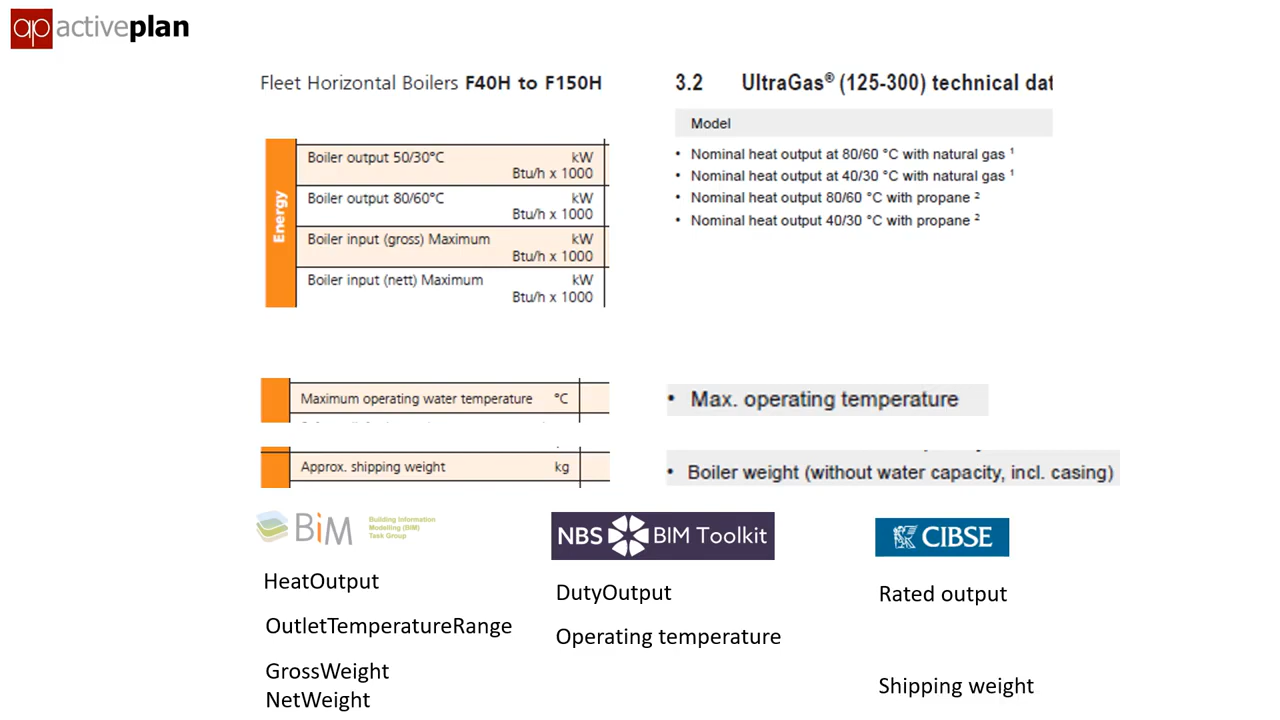 ap activeplan
Fleet Horizontal Boilers F40H to F150H
Energy
Boiler output 50/30°C kW
Btu/h x 1000
Boiler output 80/60°C kW
Btu/h x 1000
Boiler input (gross) Maximum kW
Btu/h x 1000
Boiler input (nett) Maximum kW
Btu/h x 1000
3.2 UltraGas® (125-300) technical dat
Model
• Nominal heat output at 80/60 °C with natural gas ¹
• Nominal heat output at 40/30 °C with natural gas ¹
• Nominal heat output 80/60 °C with propane ²
• Nominal heat output 40/30 °C with propane ²
Maximum operating water temperature °C
• Max. operating temperature
Approx. shipping weight kg
• Boiler weight (without water capacity, incl. casing)
BiM Building Information
Modelling (BIM)
Task Group
HeatOutput
OutletTemperatureRange
GrossWeight
NetWeight
NBS BIM Toolkit
DutyOutput
Operating temperature
CIBSE
Rated output
Shipping weight